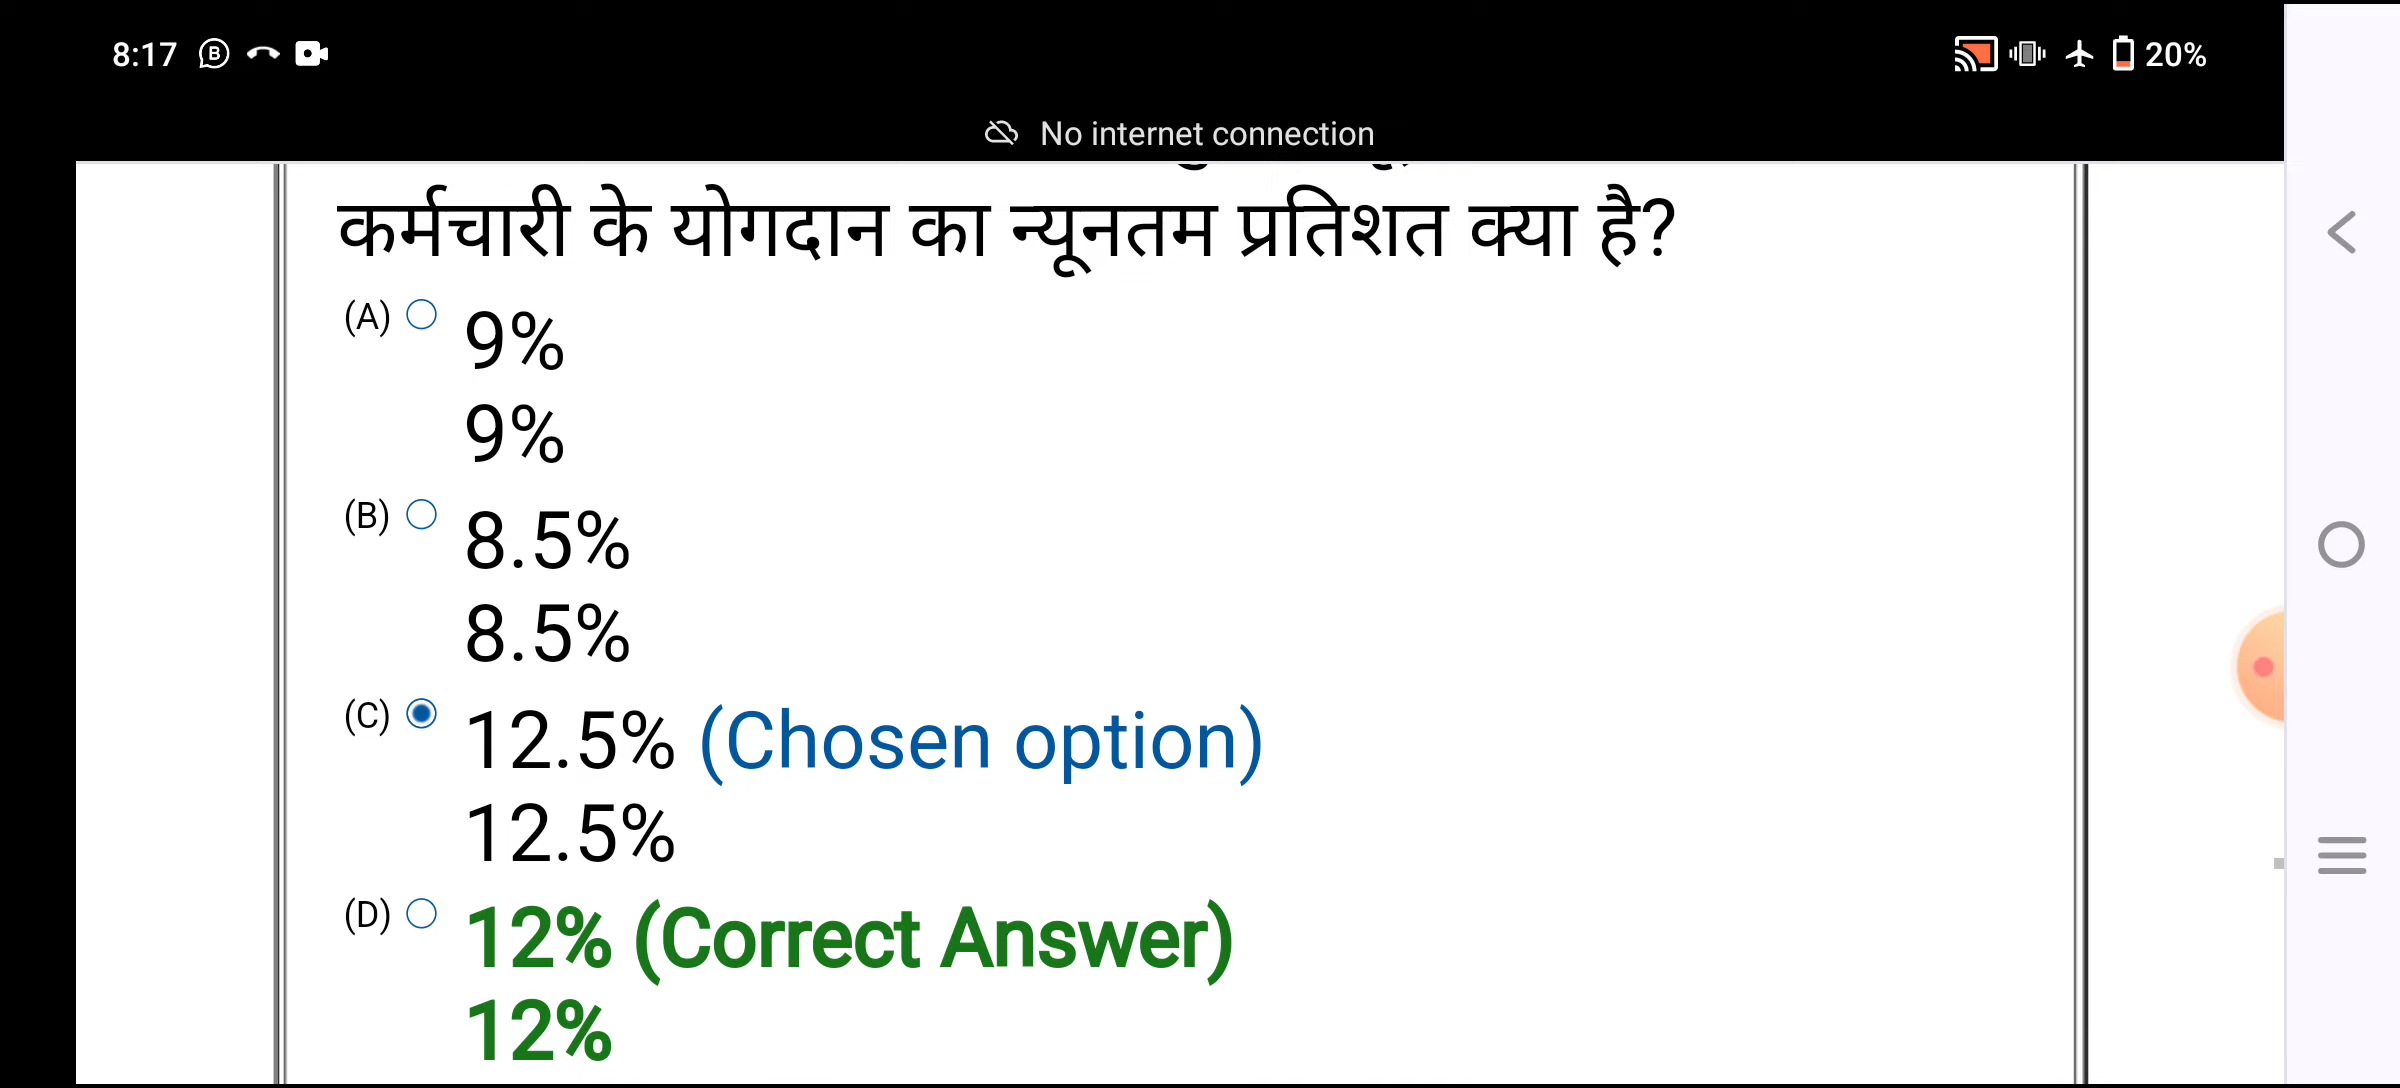 8:17
20%
No internet connection
कर्मचारी के योगदान का न्यूनतम प्रतिशत क्या है?
(A) 9%
9%
(B) 8.5%
8.5%
(C) 12.5% (Chosen option)
12.5%
(D) 12% (Correct Answer)
12%